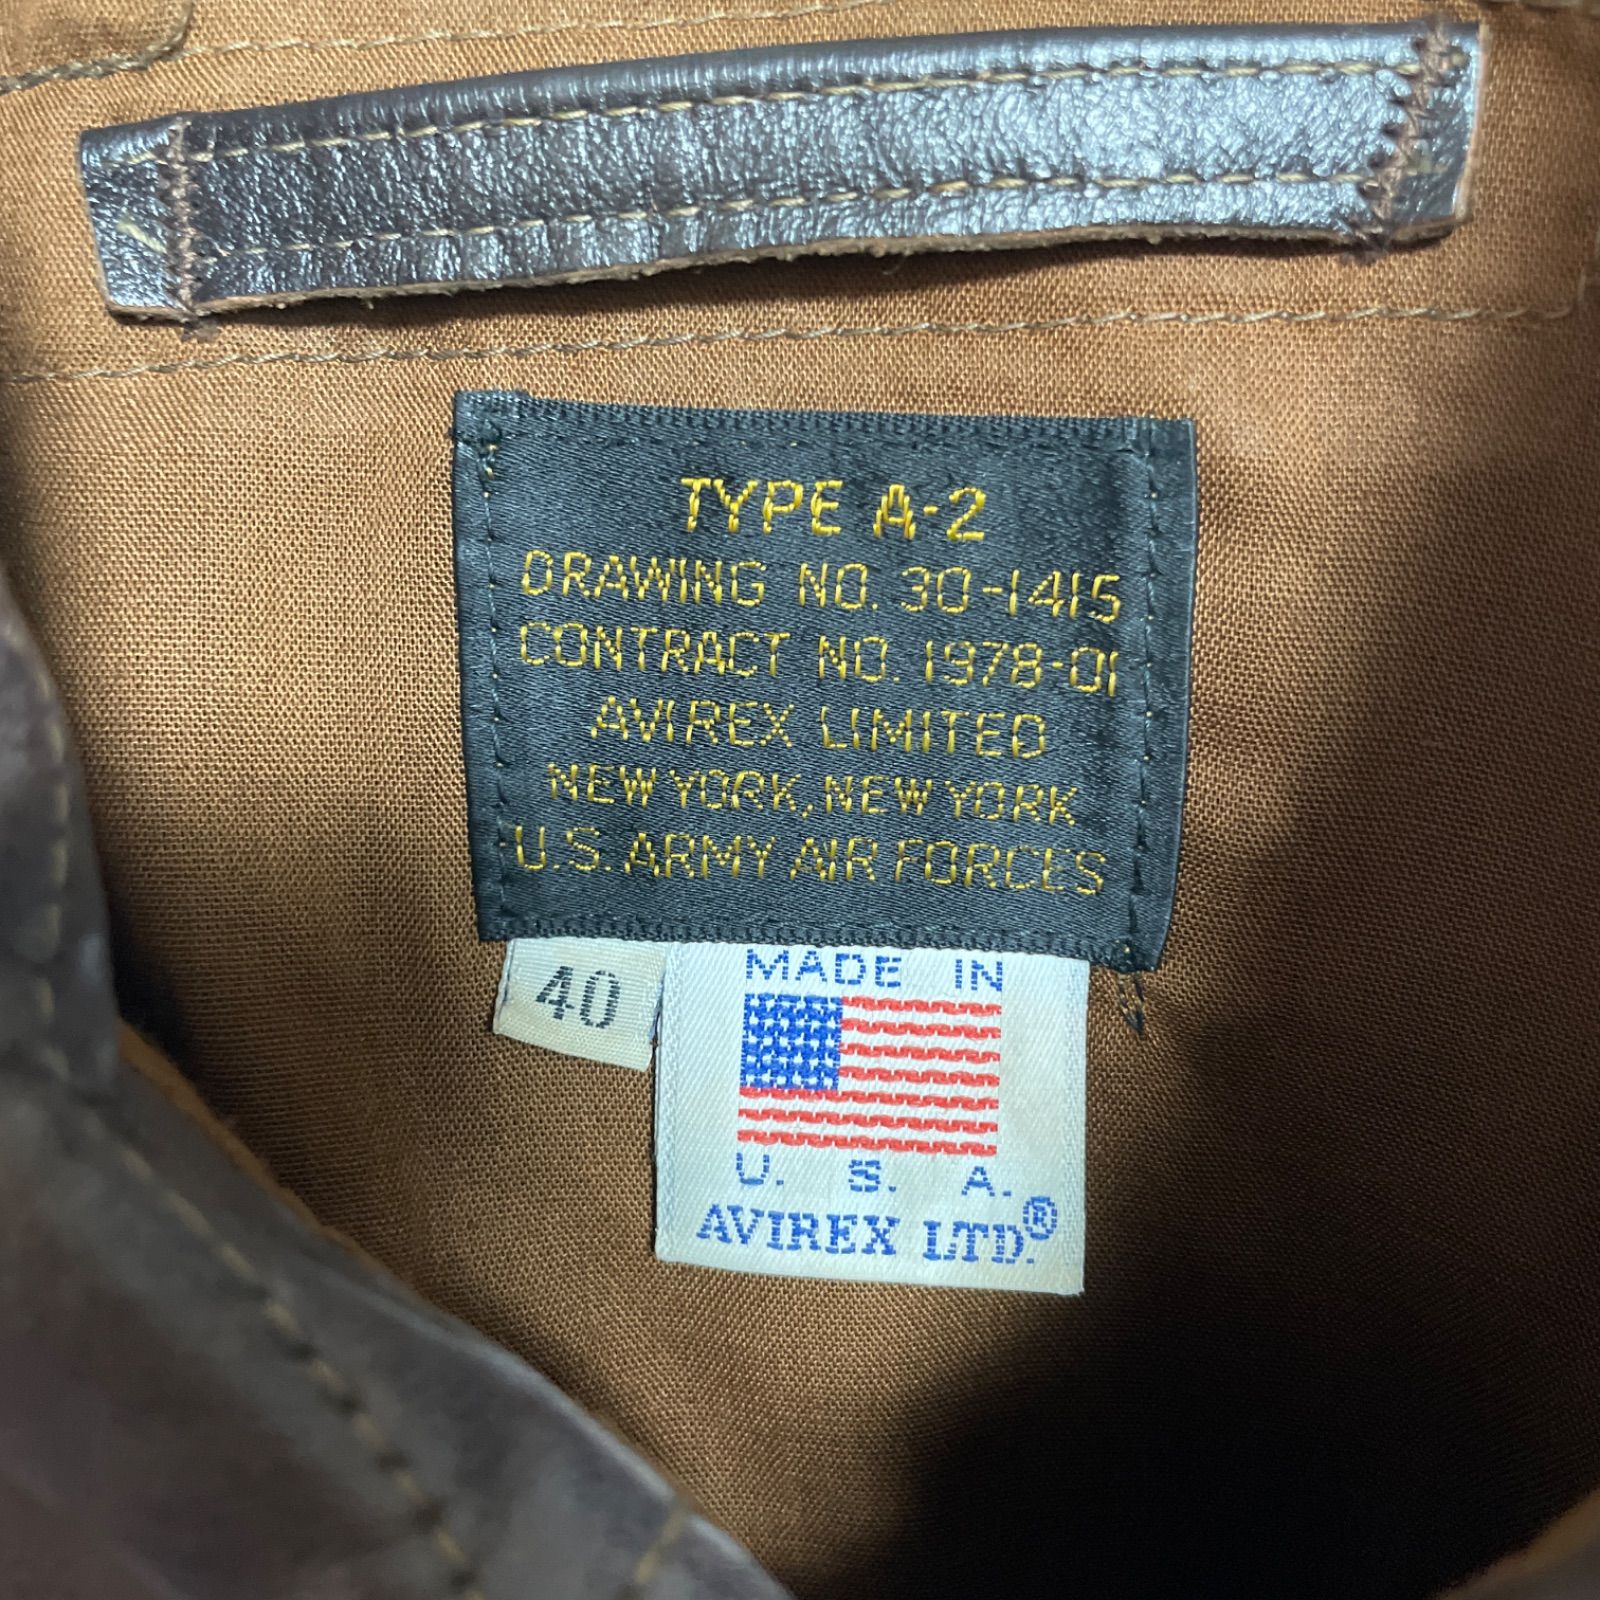 TYPE A-2
DRAWING NO. 30-1415
CONTRACT NO. 1978-01
AVIREX LIMITED
NEW YORK, NEW YORK
U.S. ARMY AIR FORCES
40
MADE IN
U. S. A.
AVIREX LTD.®